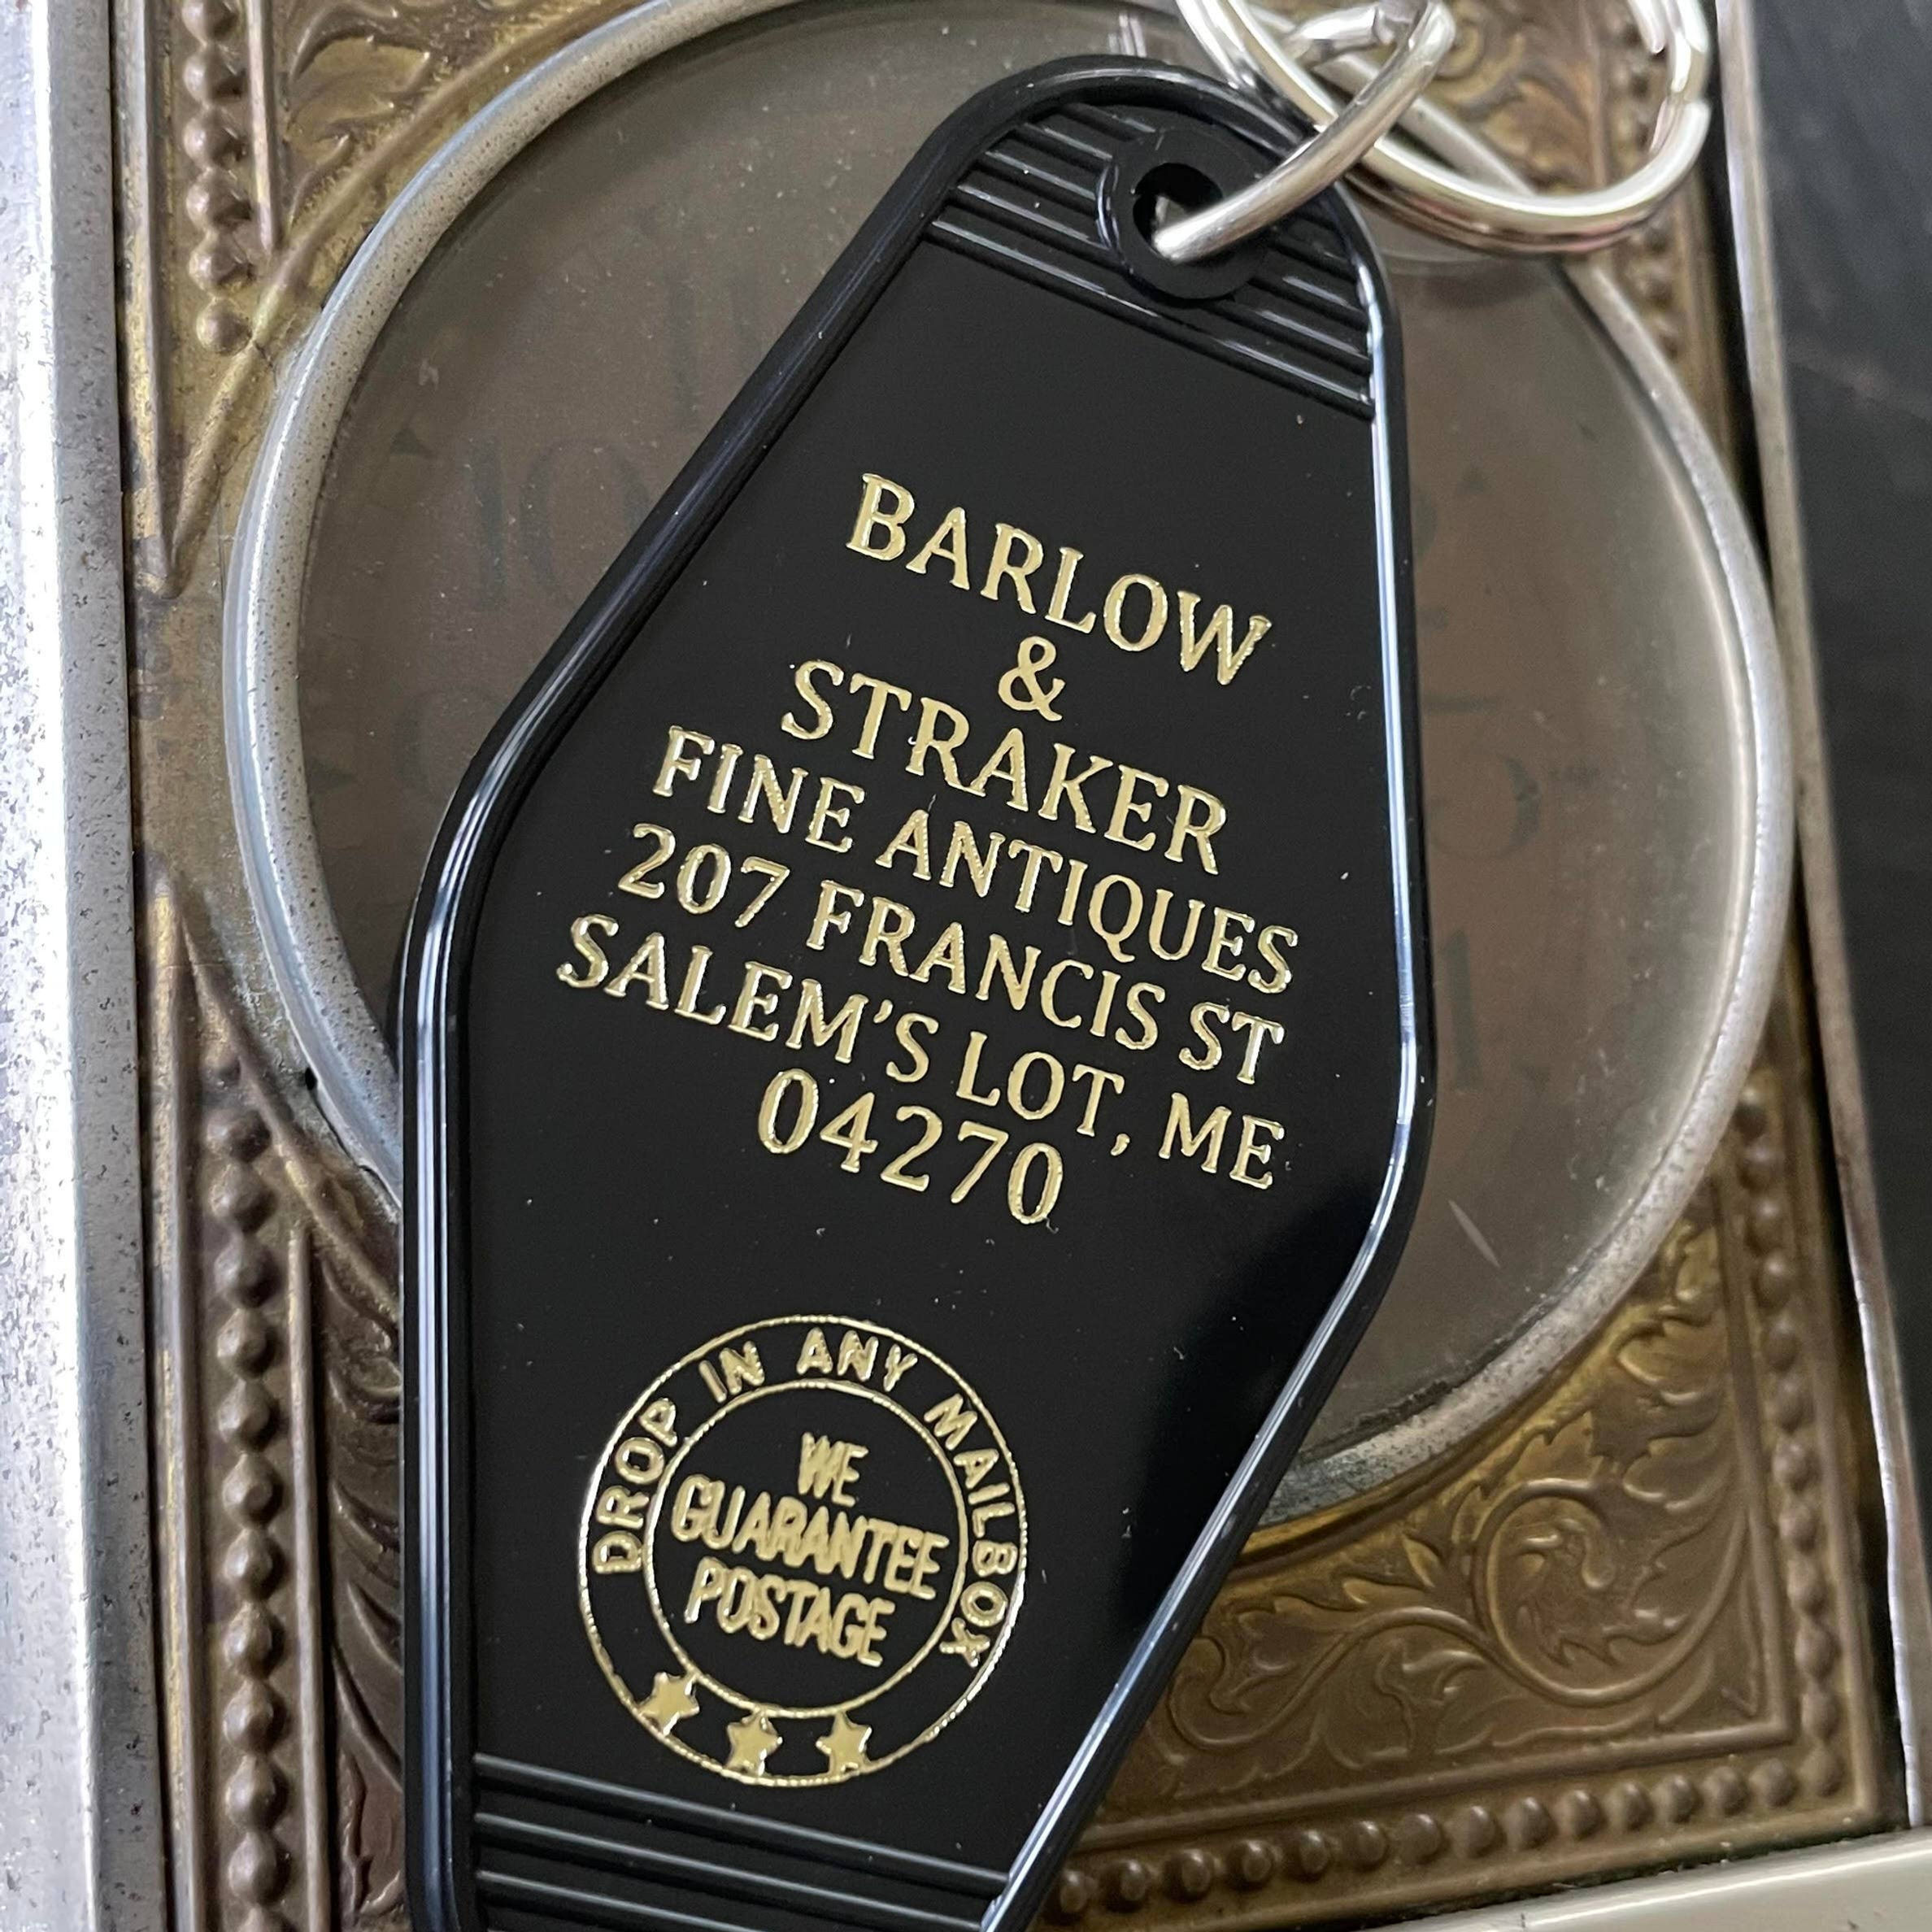 BARLOW
&
STRAKER
FINE ANTIQUES
207 FRANCIS ST
SALEM'S LOT, ME
04270
DROP IN ANY MAILBOX
WE
GUARANTEE
POSTAGE